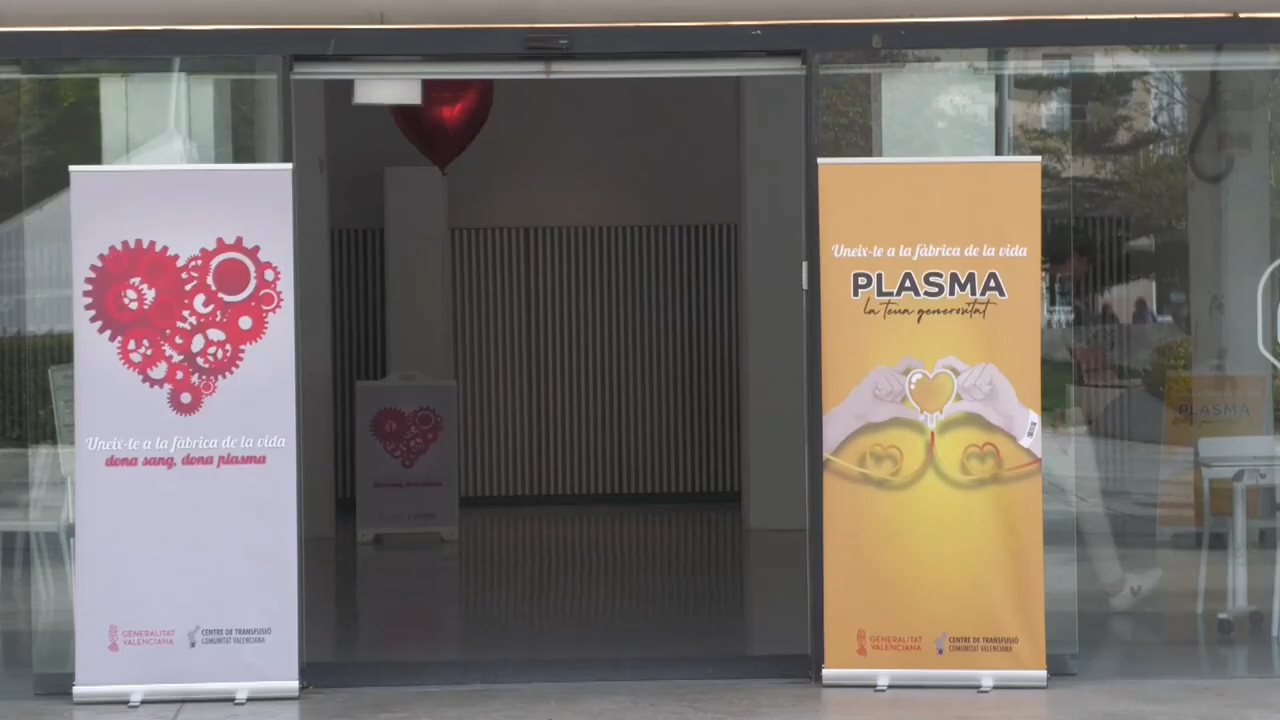 Uneix-te a la fàbrica de la vida
dona sang, dona plasma
GENERALITAT
VALENCIANA
CENTRE DE TRANSFUSIÓ
COMUNITAT VALENCIANA
Uneix-te a la fàbrica de la vida
PLASMA
la teua generositat
GENERALITAT
VALENCIANA
CENTRE DE TRANSFUSIÓ
COMUNITAT VALENCIANA
PLASMA